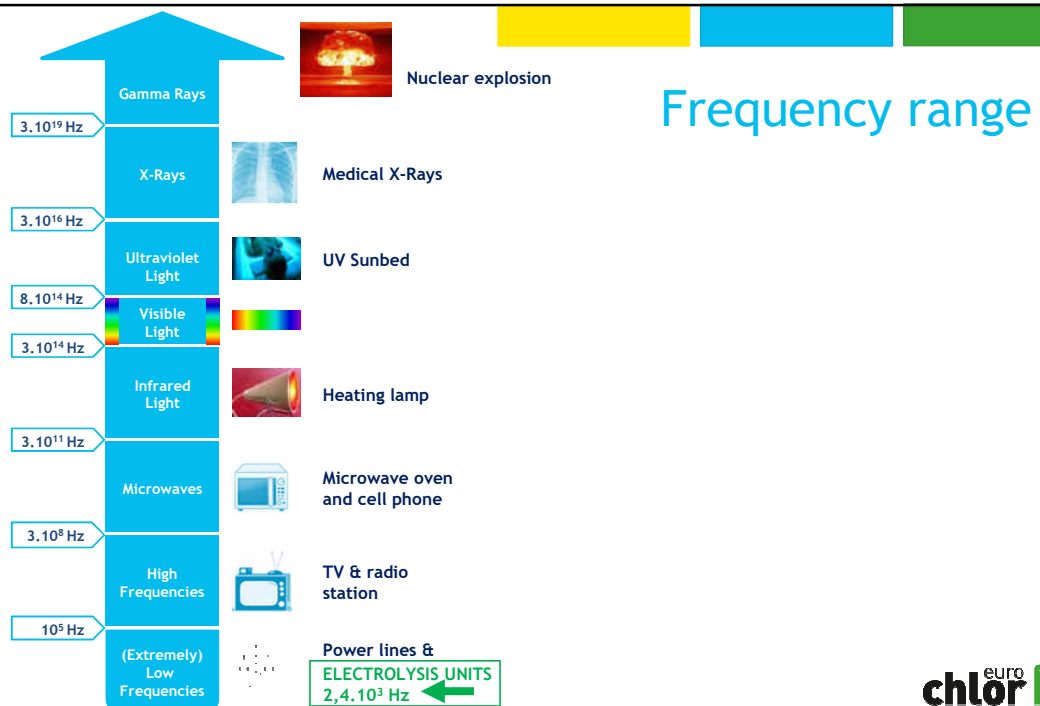 Frequency range
Gamma Rays
Nuclear explosion
3.10¹⁹ Hz
X-Rays
Medical X-Rays
3.10¹⁶ Hz
Ultraviolet
Light
UV Sunbed
8.10¹⁴ Hz
Visible
Light
3.10¹⁴ Hz
Infrared
Light
Heating lamp
3.10¹¹ Hz
Microwaves
Microwave oven
and cell phone
3.10⁸ Hz
High
Frequencies
TV & radio
station
10⁵ Hz
(Extremely)
Low
Frequencies
Power lines &
ELECTROLYSIS UNITS
2,4.10³ Hz
euro
chlor